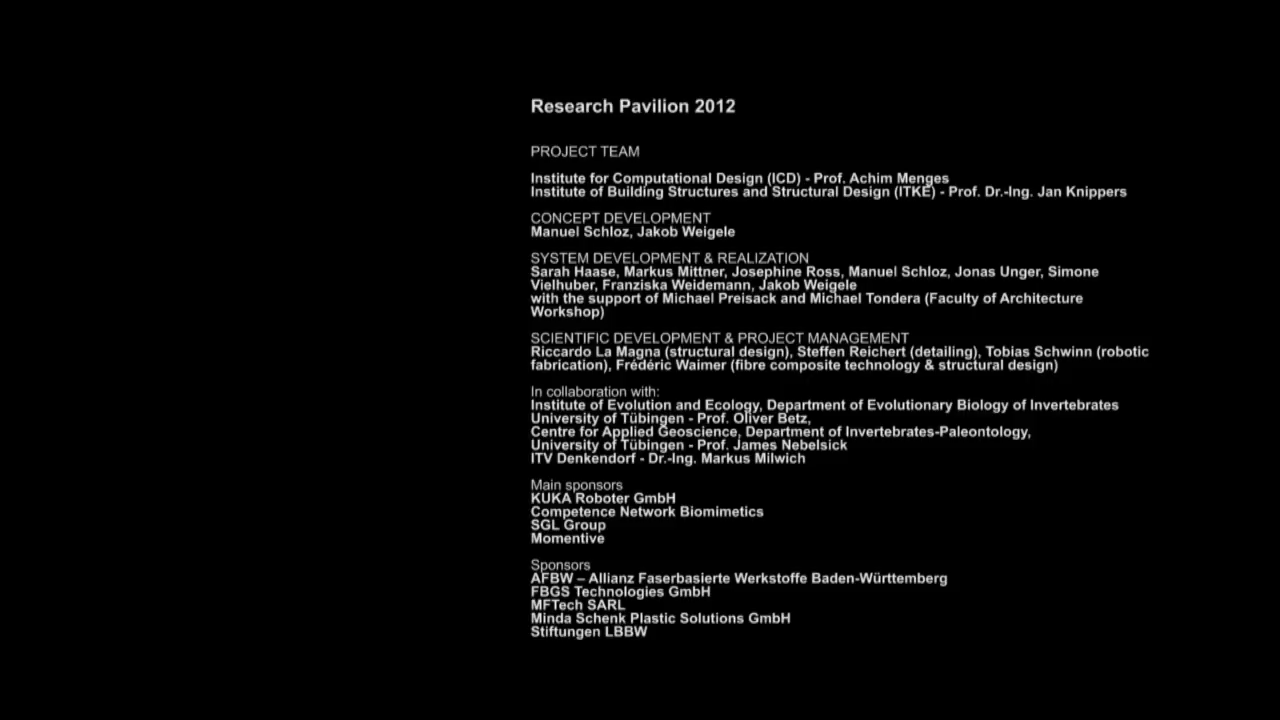 Research Pavilion 2012
PROJECT TEAM
Institute for Computational Design (ICD) - Prof. Achim Menges
Institute of Building Structures and Structural Design (ITKE) - Prof. Dr.-Ing. Jan Knippers
CONCEPT DEVELOPMENT
Manuel Schloz, Jakob Weigele
SYSTEM DEVELOPMENT & REALIZATION
Sarah Haase, Markus Mittner, Josephine Ross, Manuel Schloz, Jonas Unger, Simone
Vielhuber, Franziska Weidemann, Jakob Weigele
with the support of Michael Preisack and Michael Tondera (Faculty of Architecture
Workshop)
SCIENTIFIC DEVELOPMENT & PROJECT MANAGEMENT
Riccardo La Magna (structural design), Steffen Reichert (detailing), Tobias Schwinn (robotic
fabrication), Frédéric Waimer (fibre composite technology & structural design)
In collaboration with:
Institute of Evolution and Ecology, Department of Evolutionary Biology of Invertebrates
University of Tübingen - Prof. Oliver Betz,
Centre for Applied Geoscience, Department of Invertebrates-Paleontology,
University of Tübingen - Prof. James Nebelsick
ITV Denkendorf - Dr.-Ing. Markus Milwich
Main sponsors
KUKA Roboter GmbH
Competence Network Biomimetics
SGL Group
Momentive
Sponsors
AFBW – Allianz Faserbasierte Werkstoffe Baden-Württemberg
FBGS Technologies GmbH
MFTech SARL
Minda Schenk Plastic Solutions GmbH
Stiftungen LBBW